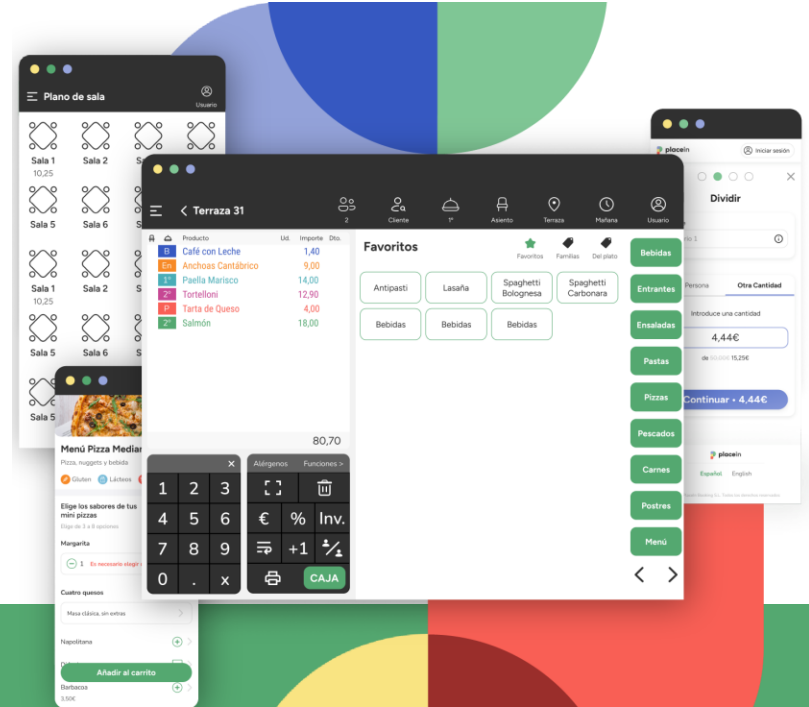 Plano de sala
Usuario
Sala 1
Sala 2
10,25
Sala 5
Sala 6
Sala 1
Sala 2
10,25
Sala 5
Sala 6
Sala 5
Terraza 31
2
Cliente
1º
Asiento
Terraza
Mañana
Usuario
Producto Ud. Importe Dto.
B Café con Leche 1,40
En Anchoas Cantábrico 9,00
1º Paella Marisco 14,00
2º Tortelloni 12,90
P Tarta de Queso 4,00
2º Salmón 18,00
80,70
X
1 2 3
4 5 6
7 8 9
0 . x
Alérgenos Funciones >
€ % Inv.
+1
CAJA
Favoritos
Favoritos Familias Del plato
Antipasti
Lasaña
Spaghetti
Bolognesa
Spaghetti
Carbonara
Bebidas
Bebidas
Bebidas
Bebidas
Entrantes
Ensaladas
Pastas
Pizzas
Pescados
Carnes
Postres
Menú
placein
Iniciar sesión
Dividir
Persona
Otra Cantidad
Introduce una cantidad
4,44€
de
15,25€
Continuar • 4,44€
placein
Español English
Menú Pizza Median
Pizza, nuggets y bebida
Gluten Lácteos
Elige los sabores de tus
mini pizzas
Elige de 3 a 8 opciones
Margarita
1 Es necesario elegir
Cuatro quesos
Masa clásica, sin extras
Napolitana
Añadir al carrito
Barbacoa
3,50€